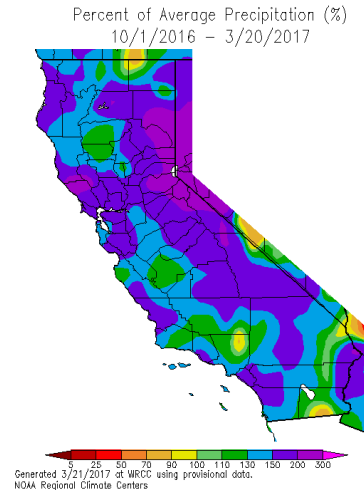 Percent of Average Precipitation (%)
10/1/2016 – 3/20/2017
5 25 50 70 90 100 110 130 150 200 300
Generated 3/21/2017 at WRCC using provisional data.
NOAA Regional Climate Centers